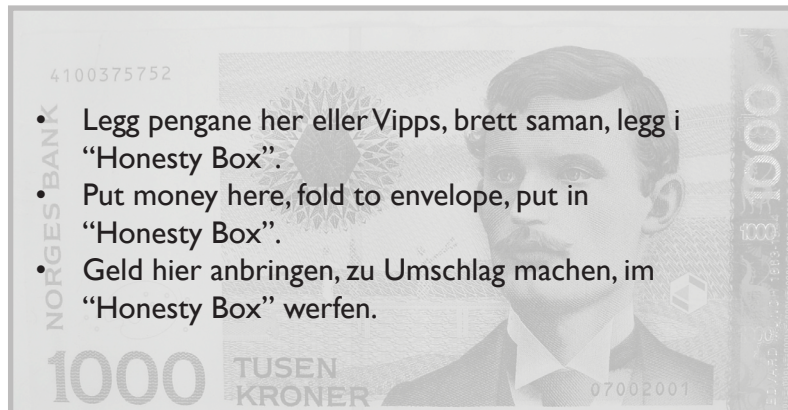 4100375752
NORGES BANK
• Legg pengane her eller Vipps, brett saman, legg i
“Honesty Box”.
• Put money here, fold to envelope, put in
“Honesty Box”.
• Geld hier anbringen, zu Umschlag machen, im
“Honesty Box” werfen.
1000
TUSEN
KRONER
07002001
1000
1000